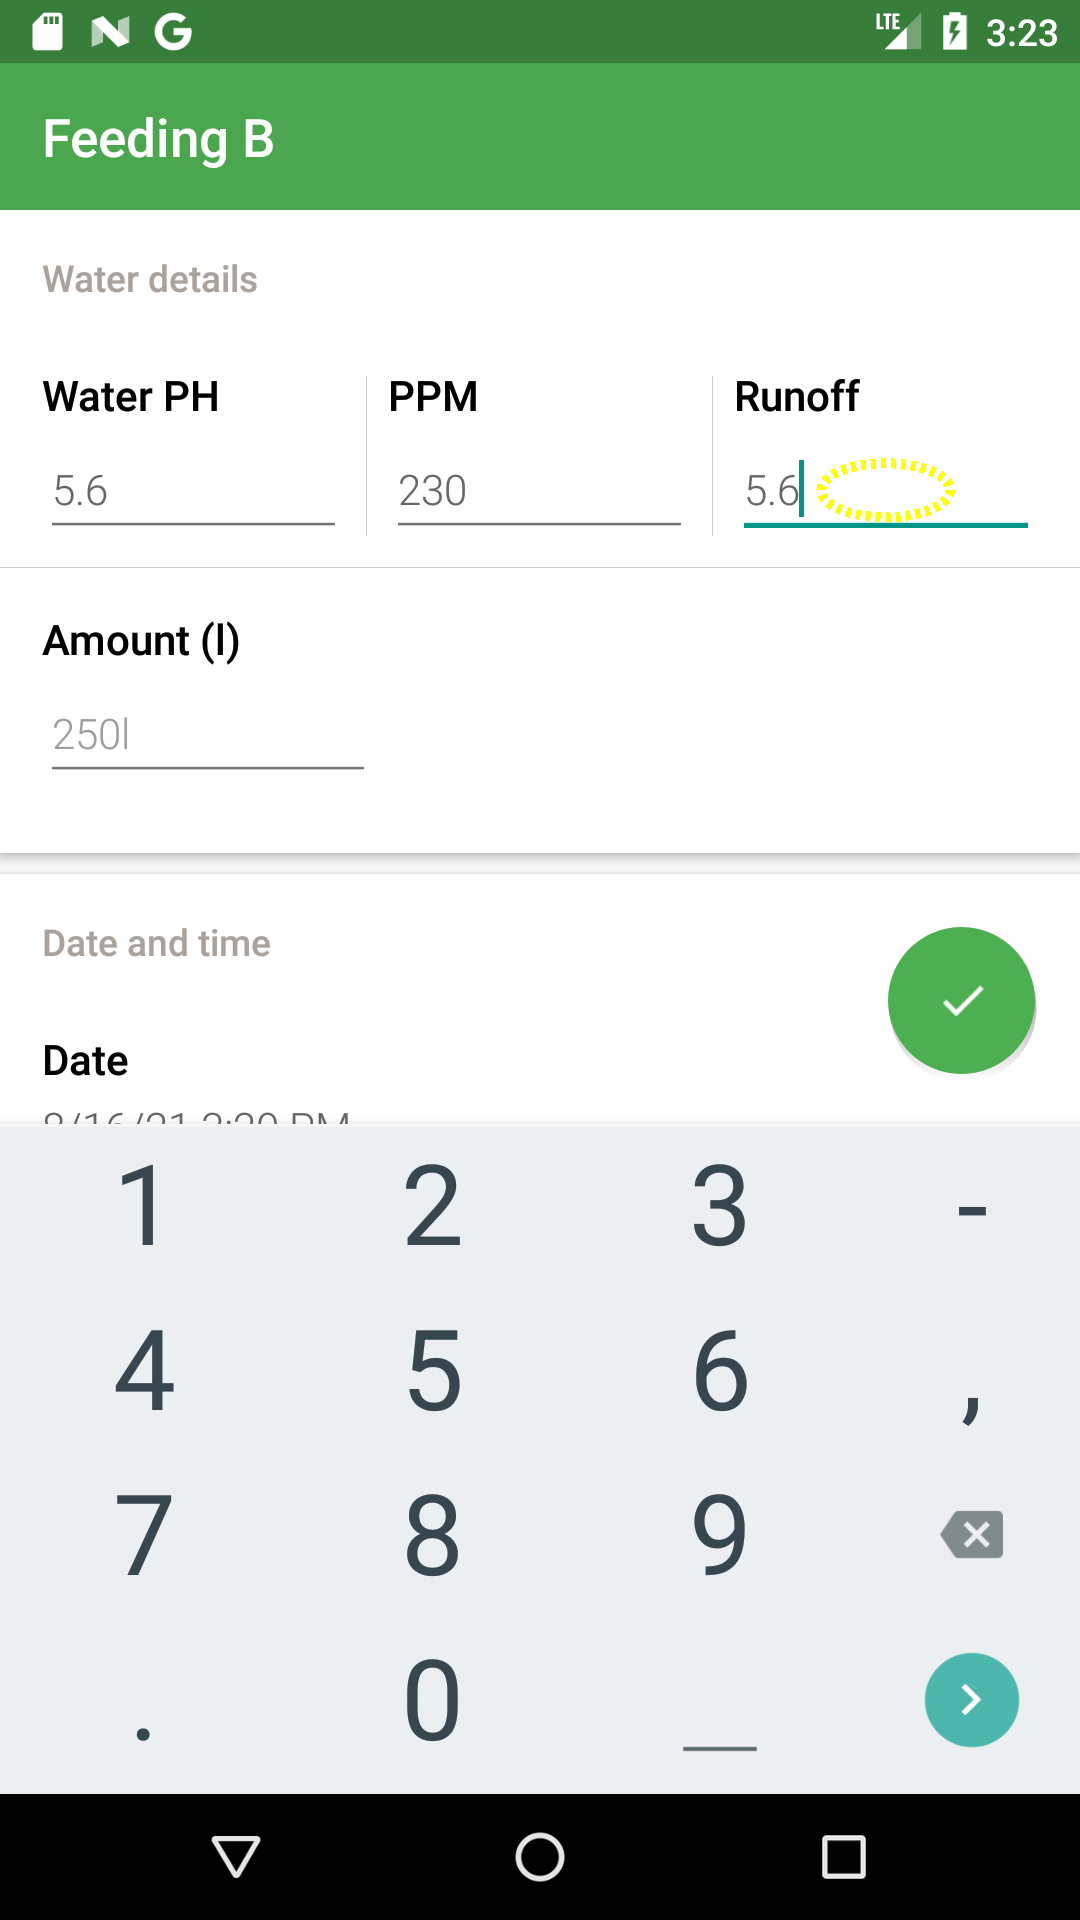 LTE 3:23
Feeding B
Water details
Water PH PPM Runoff
5.6 230 5.6
Amount (l)
250l
Date and time
Date
1 2 3 -
4 5 6 ,
7 8 9
. 0 _